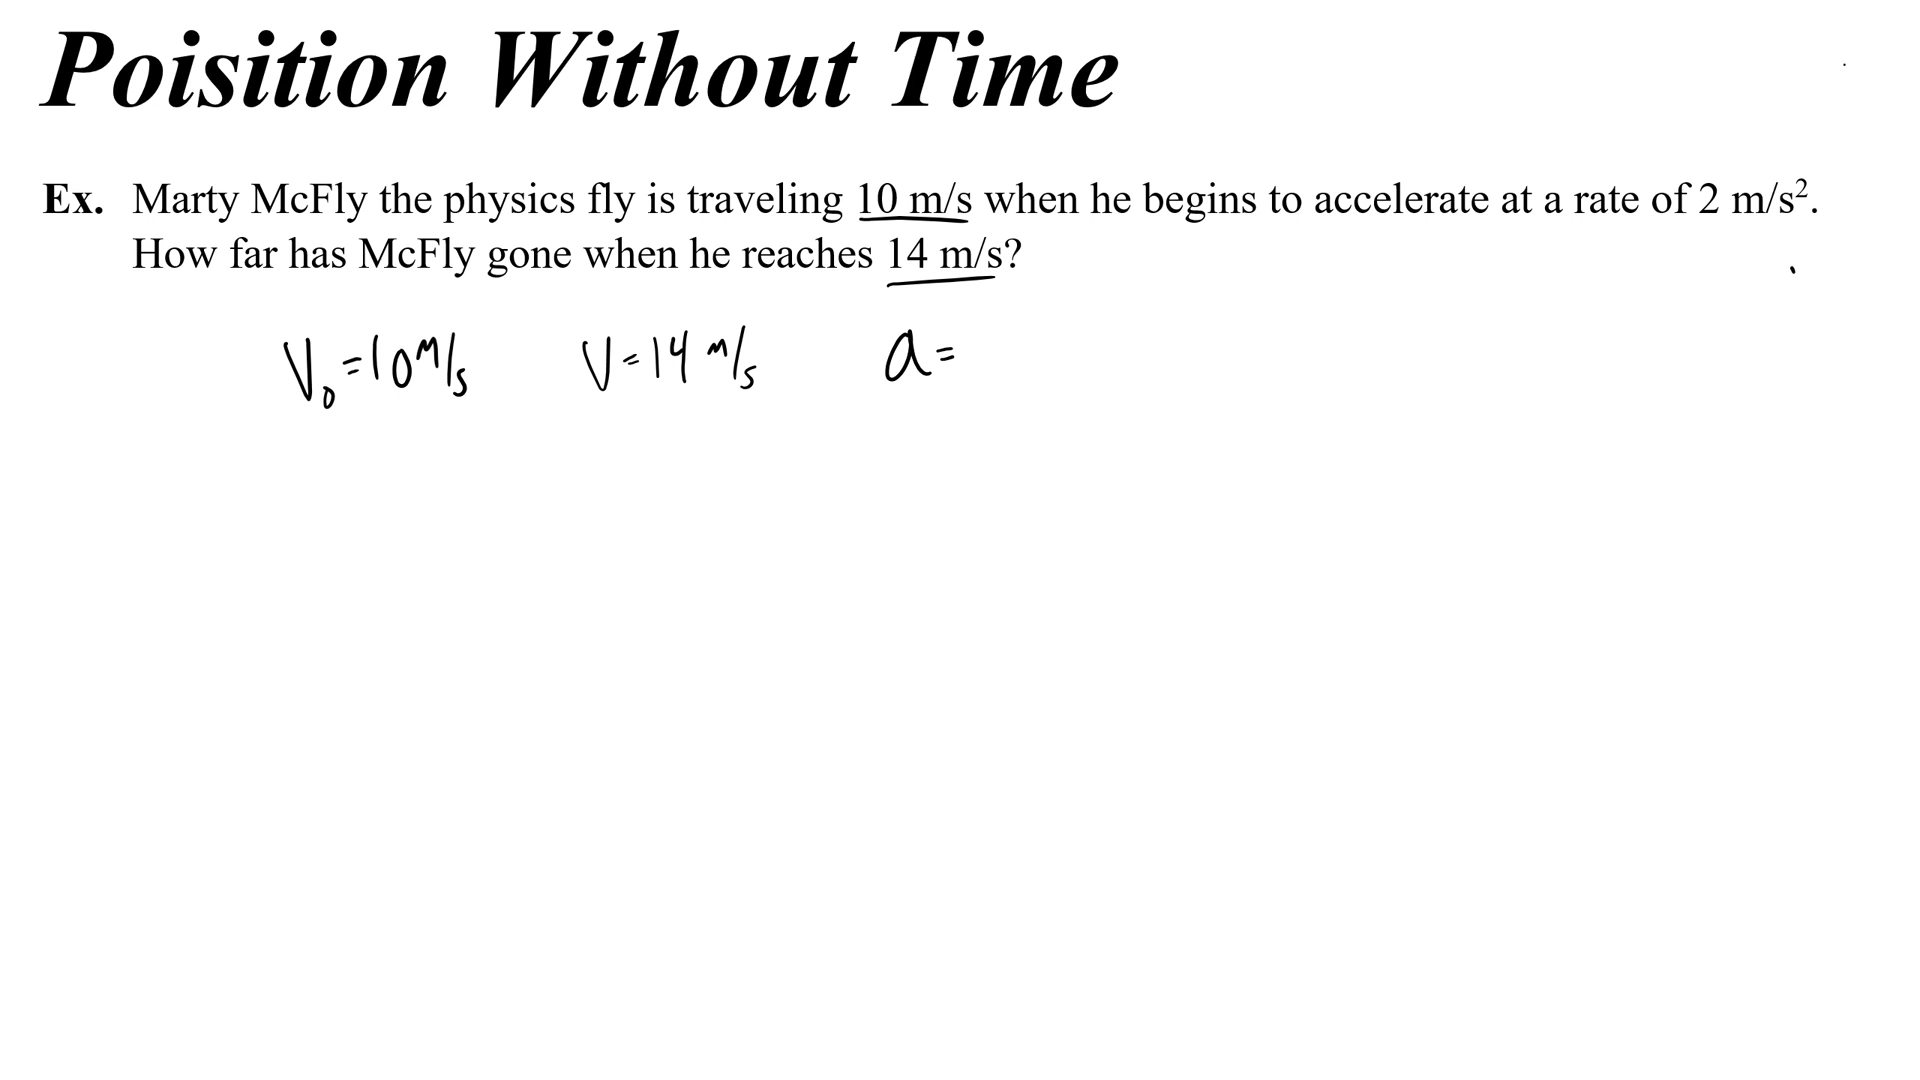 Poisition Without Time
Ex. Marty McFly the physics fly is traveling 10 m/s when he begins to accelerate at a rate of 2 m/s².
How far has McFly gone when he reaches 14 m/s?
V₀ = 10 m/s V = 14 m/s a =